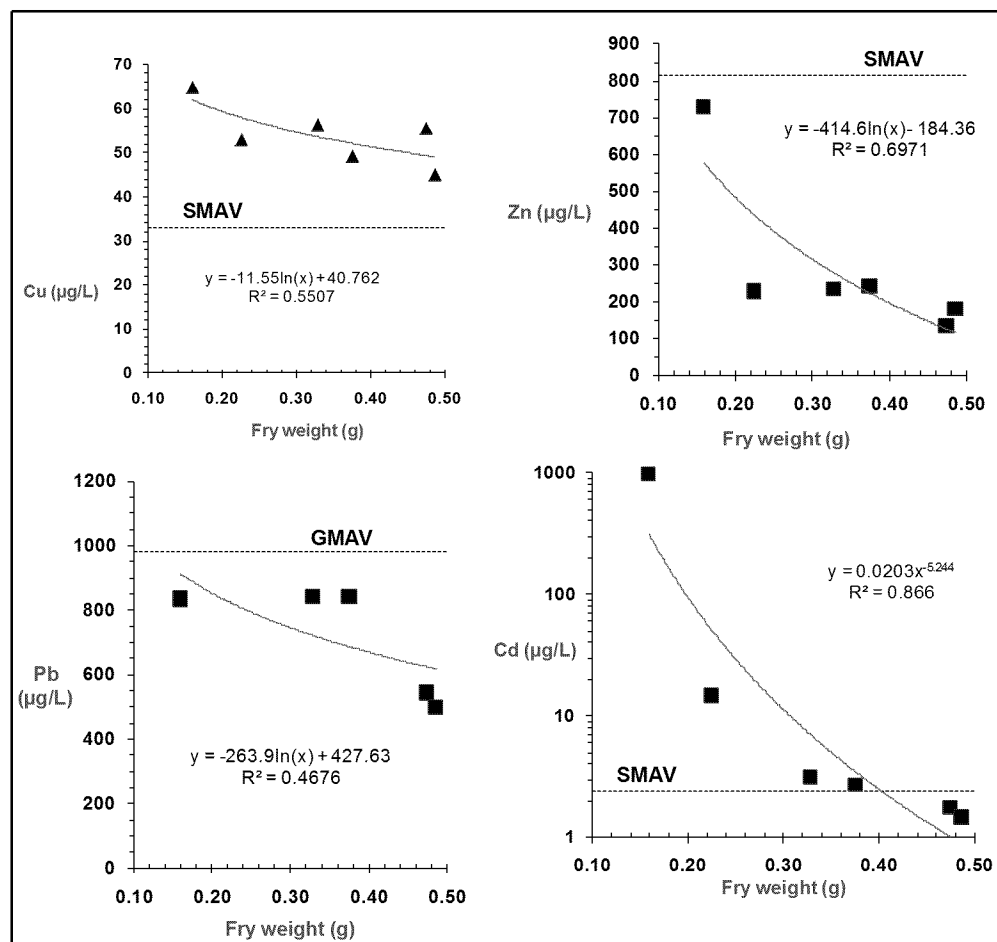 70
60
50
40
30
20
10
0
SMAV
Cu (µg/L)
y = -11.55ln(x) + 40.762
R² = 0.5507
0.10 0.20 0.30 0.40 0.50
Fry weight (g)
900
800
700
600
500
400
300
200
100
0
SMAV
y = -414.6ln(x) - 184.36
R² = 0.6971
Zn (µg/L)
0.10 0.20 0.30 0.40 0.50
Fry weight (g)
1200
1000
800
600
400
200
0
GMAV
Pb
(µg/L)
y = -263.9ln(x) + 427.63
R² = 0.4676
0.10 0.20 0.30 0.40 0.50
Fry weight (g)
1000
100
10
1
y = 0.0203x^-5.244
R² = 0.866
Cd (µg/L)
SMAV
0.10 0.20 0.30 0.40 0.50
Fry weight (g)